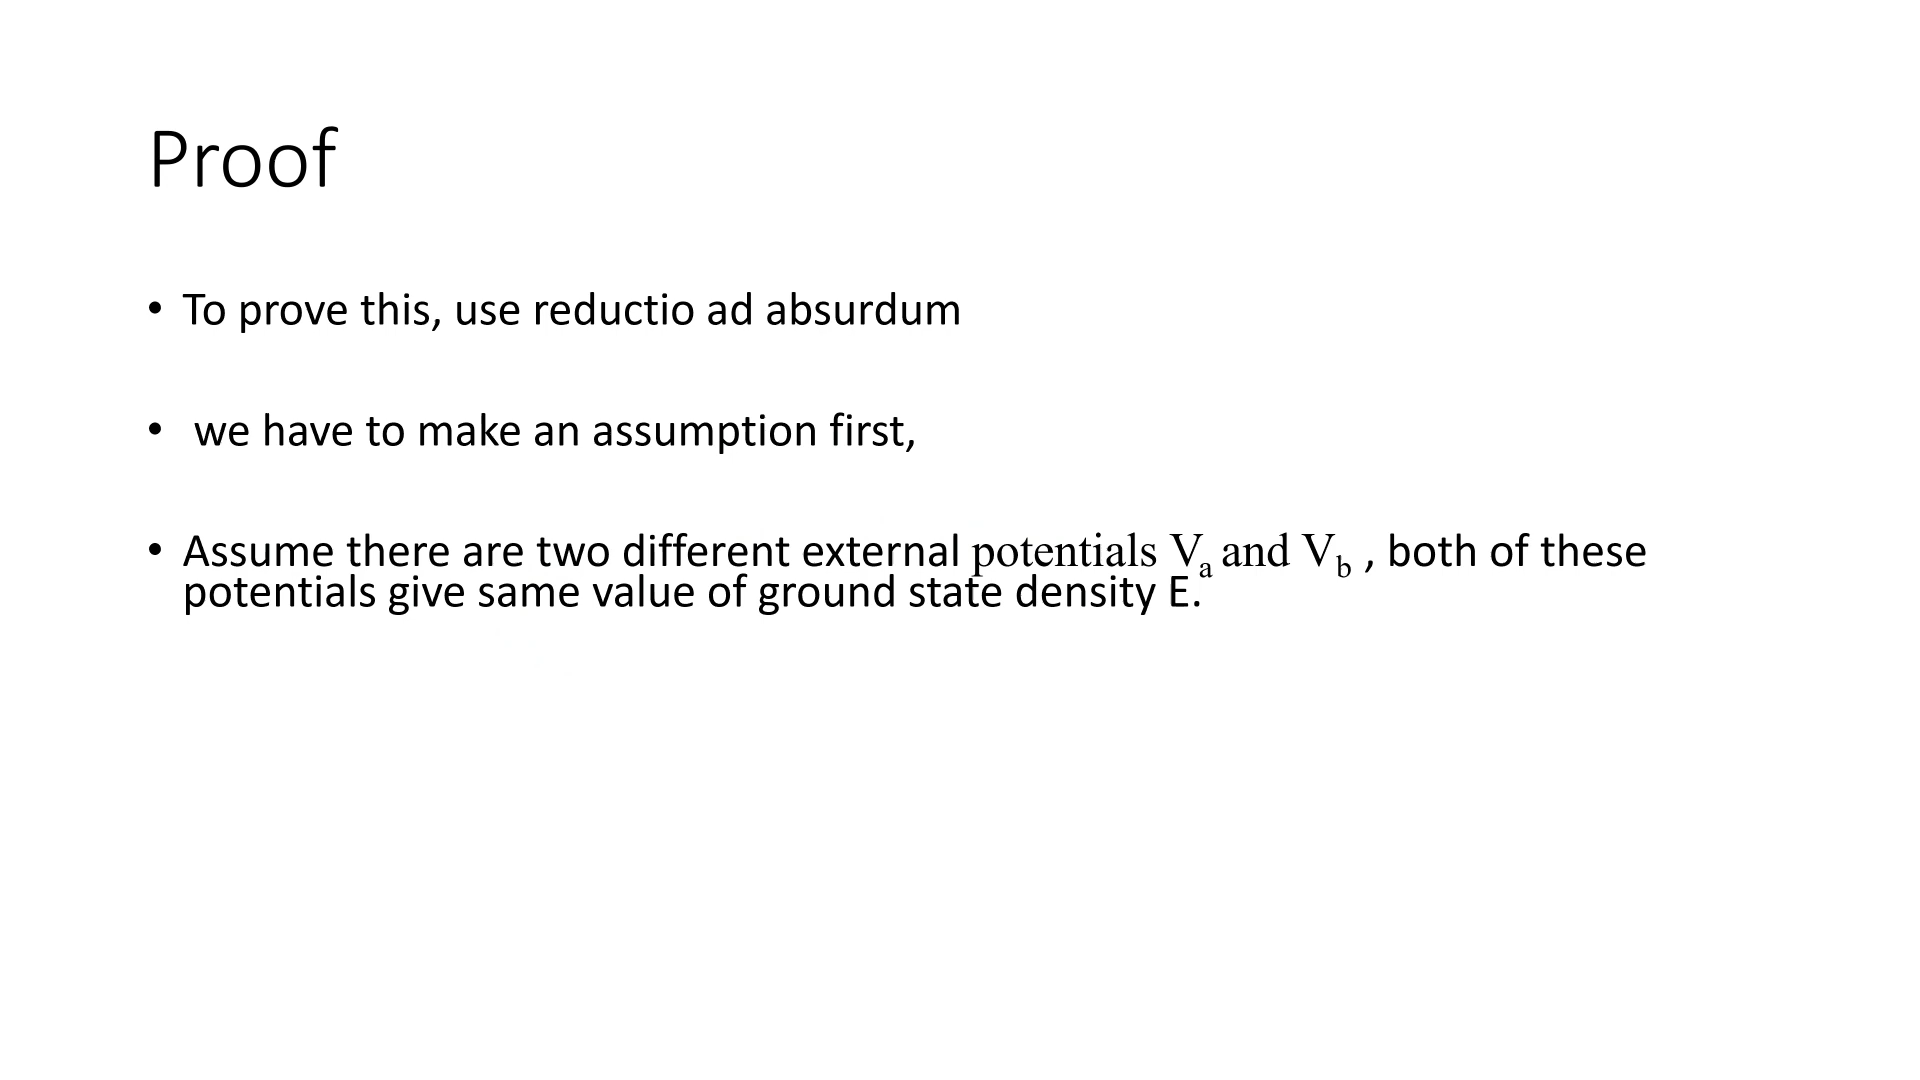 Proof
• To prove this, use reductio ad absurdum
• we have to make an assumption first,
• Assume there are two different external potentials Va and Vb , both of these
potentials give same value of ground state density E.